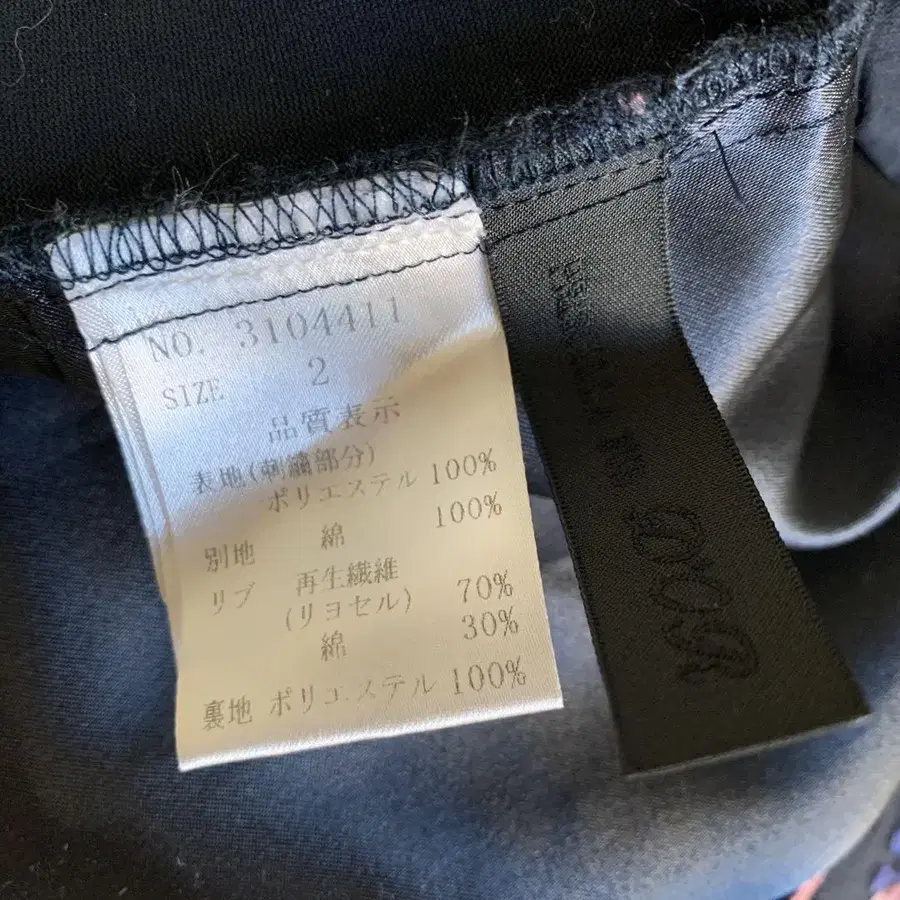 NO. 3104411
SIZE 2
品質表示
表地(刺繍部分)
ポリエステル 100%
別地 綿 100%
リブ 再生繊維
(リヨセル) 70%
綿 30%
裏地 ポリエステル 100%